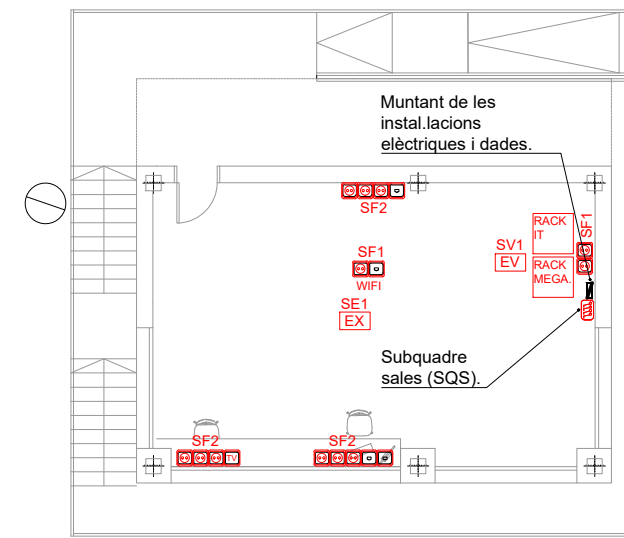 Muntant de les
instal.lacions
elèctriques i dades.
SF2
RACK
IT
SF1
SV1
EV
RACK
MEGA.
SF1
WIFI
SE1
EX
Subquadre
sales (SQS).
SF2
TV
SF2